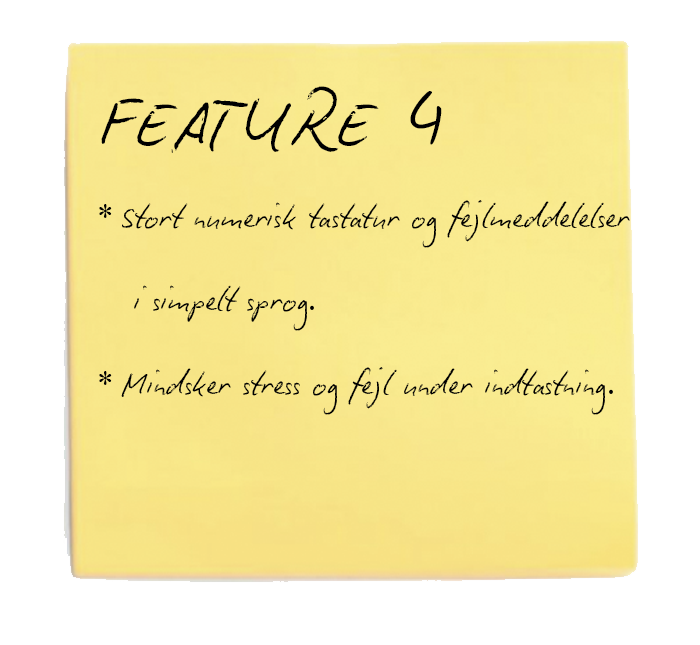 FEATURE 4
* Stort numerisk tastatur og fejlmeddelelser
i simpelt sprog.
* Mindsker stress og fejl under indtastning.